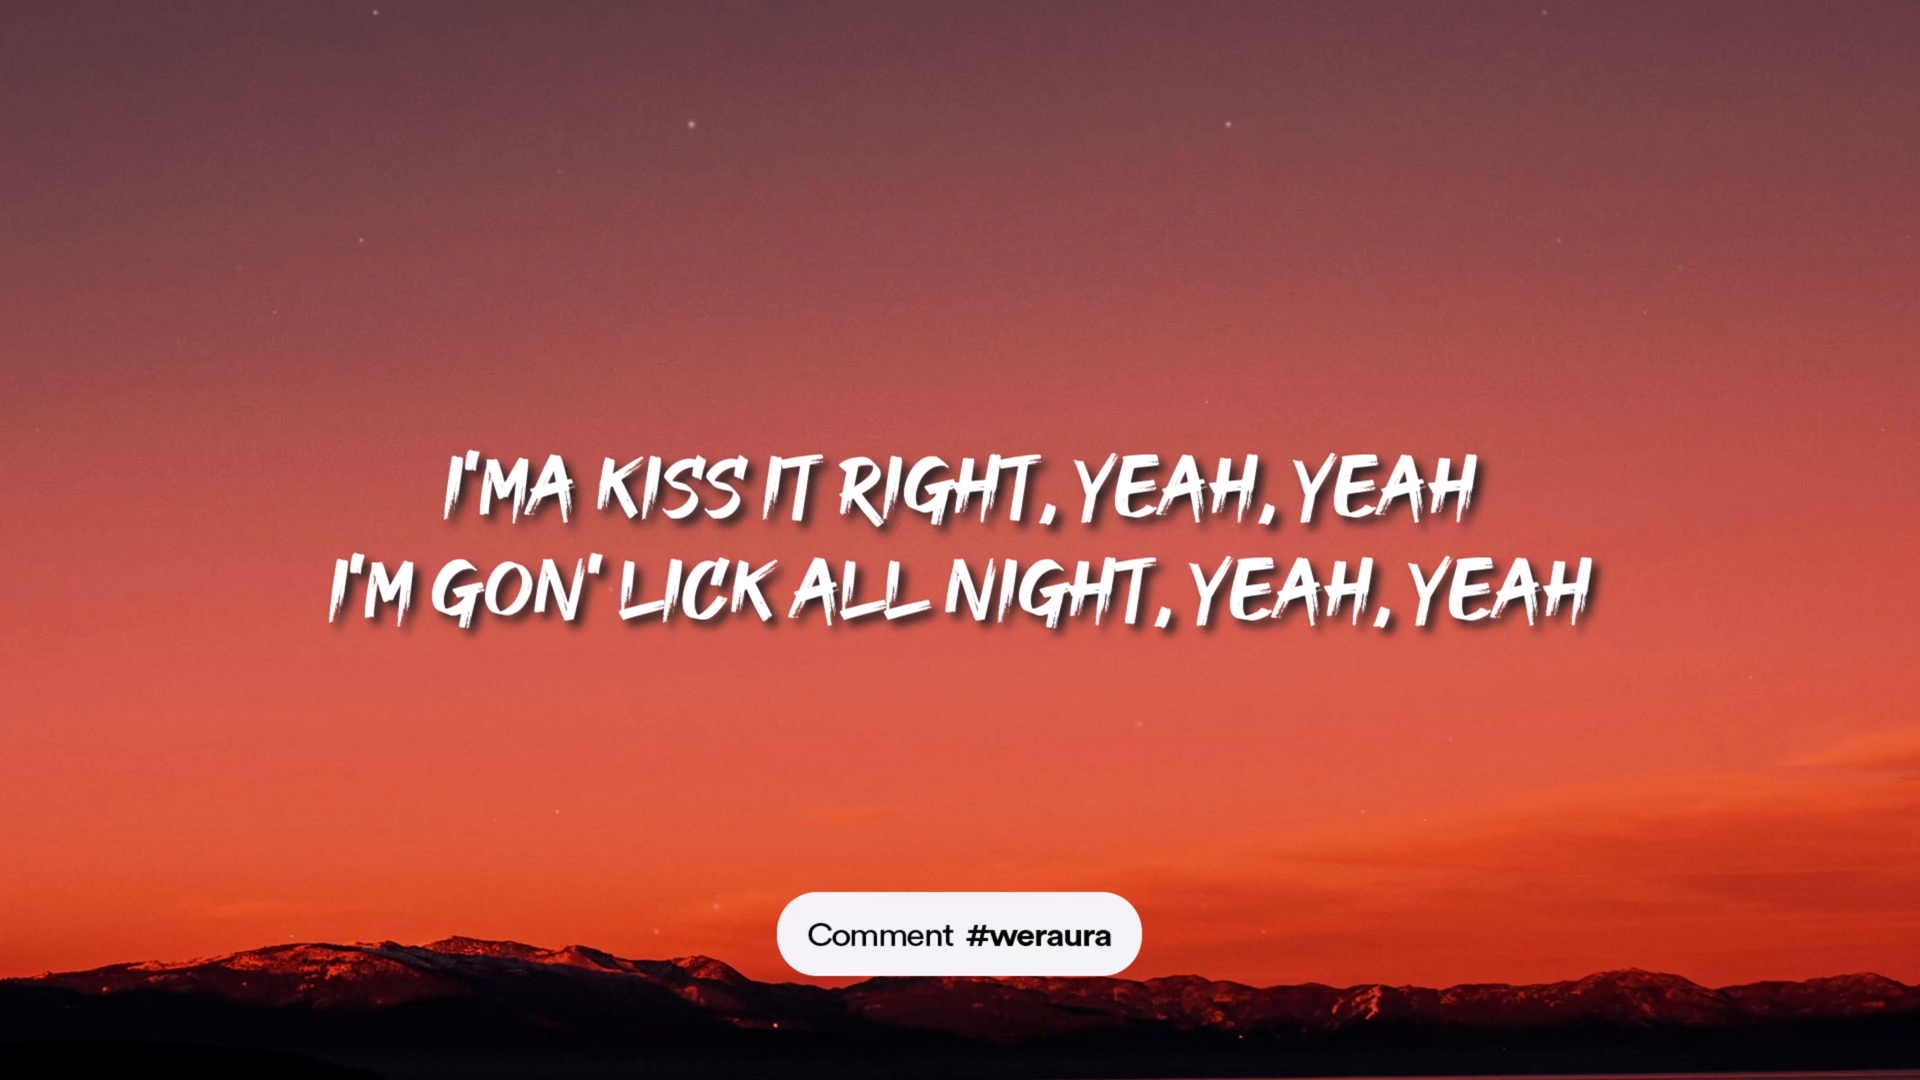 I'MA KISS IT RIGHT, YEAH, YEAH
I'M GON' LICK ALL NIGHT, YEAH, YEAH
Comment #weraura